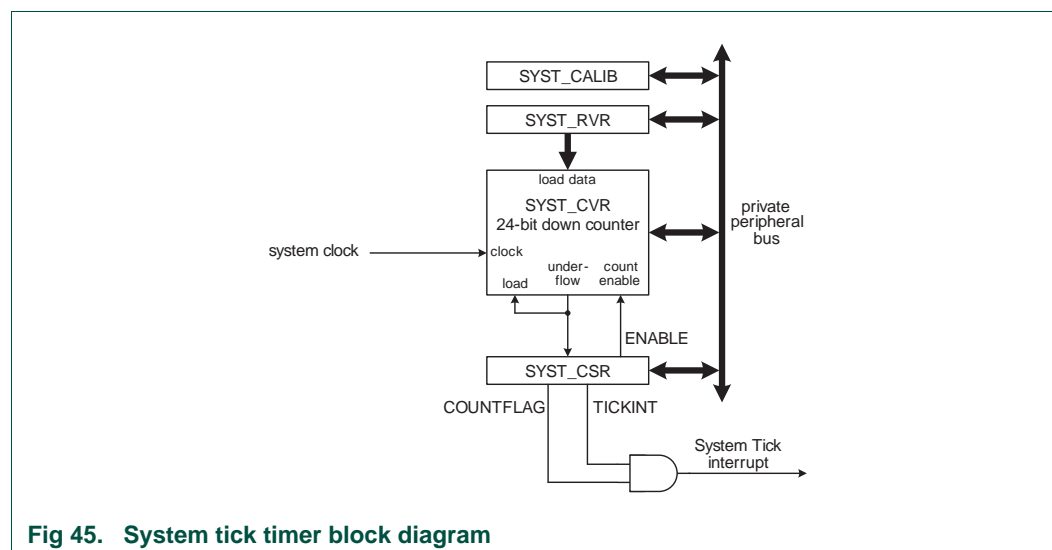 SYST_CALIB
SYST_RVR
load data
SYST_CVR
24-bit down counter
private
peripheral
bus
system clock
clock
under-
flow
count
enable
load
ENABLE
SYST_CSR
COUNTFLAG
TICKINT
System Tick
interrupt
Fig 45. System tick timer block diagram